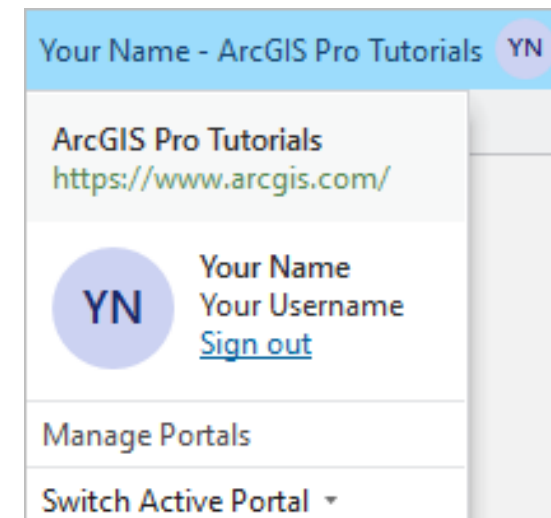 Your Name - ArcGIS Pro Tutorials YN
ArcGIS Pro Tutorials
https://www.arcgis.com/
YN
Your Name
Your Username
Sign out
Manage Portals
Switch Active Portal